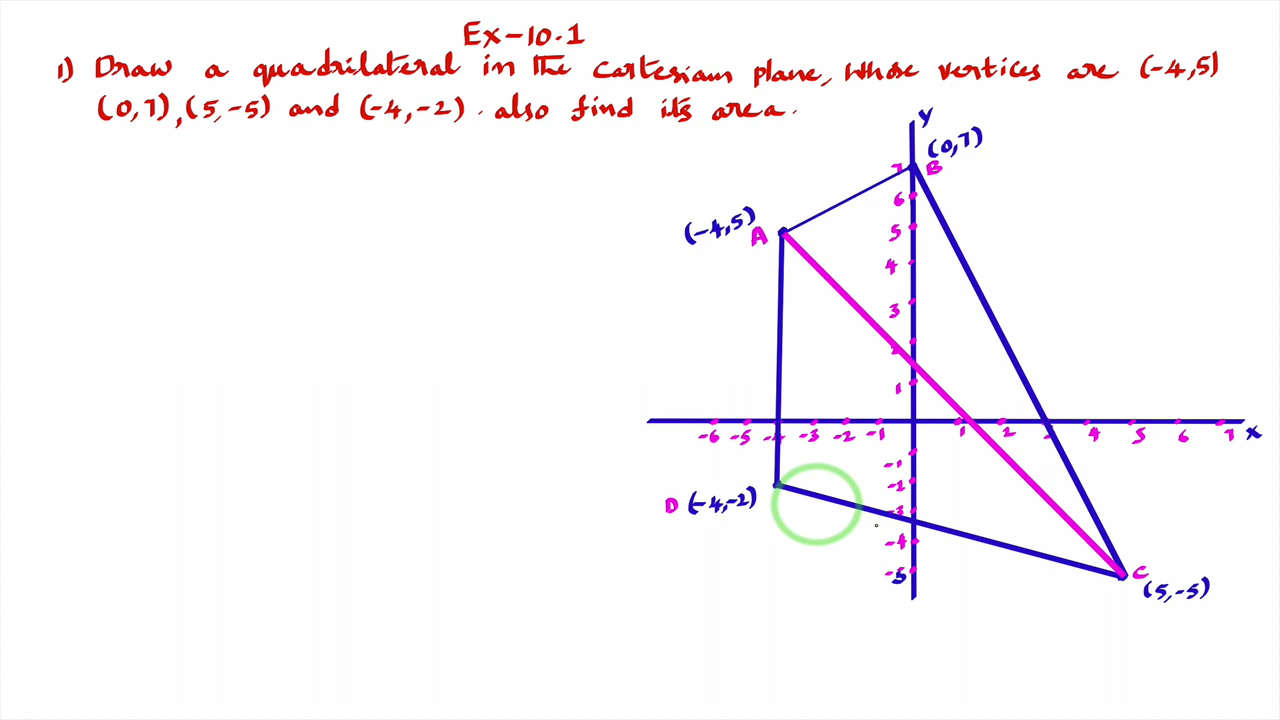 Ex-10.1
1) Draw a quadrilateral in the Cartesian plane, whose vertices are (-4,5)
(0,7),(5,-5) and (-4,-2). also find its area.
y
(0,7)
7 B
6
(-4,5) A 5
4
3
2
1
-6 -5 -4 -3 -2 -1 1 2 3 4 5 6 7 x
-1
D (-4,-2) -2
-3
-4
-5 C
(5,-5)